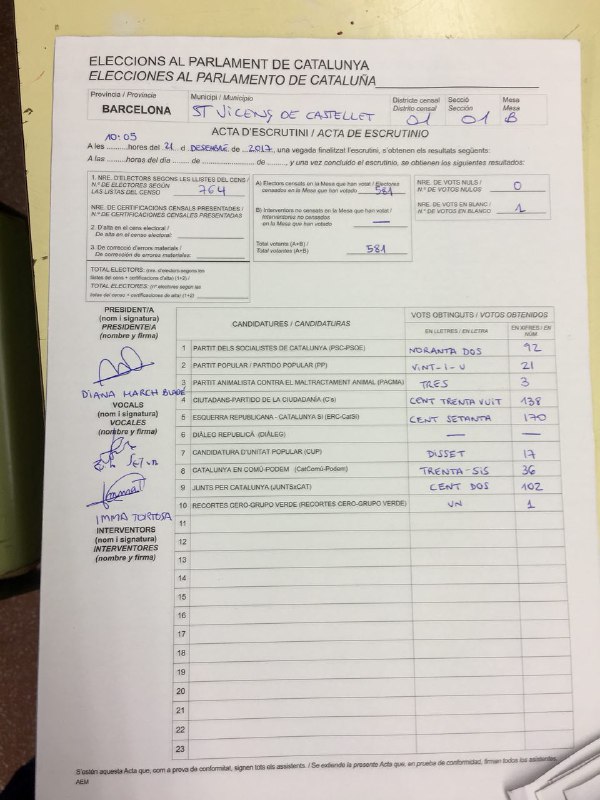 ELECCIONS AL PARLAMENT DE CATALUNYA
ELECCIONES AL PARLAMENTO DE CATALUÑA
Província / Provincia
BARCELONA
Municipi / Municipio
ST VICENÇ DE CASTELLET
Districte censal
Distrito censal
01
Secció
Sección
01
Mesa
Mesa
B
ACTA D'ESCRUTINI / ACTA DE ESCRUTINIO
10:05
A les ..........hores del 21 d DESEMBRE de ...2017, una vegada finalitzat l'escrutini, s'obtenen els resultats següents:
A las ..........horas del día ....... de .................. de ........, y una vez concluido el escrutinio, se obtienen los siguientes resultados:
1. NRE. D'ELECTORS SEGONS LES LLISTES DEL CENS /
N.º DE ELECTORES SEGÚN
LAS LISTAS DEL CENSO
764
NRE. DE CERTIFICACIONS CENSALS PRESENTADES /
N.º DE CERTIFICACIONES CENSALES PRESENTADAS
2. D'alta en el cens electoral /
De alta en el censo electoral:
3. De correcció d'errors materials /
De corrección de errores materiales:
TOTAL ELECTORS: (nre. d'electors segons les
llistes del cens + certificacions d'alta) (1+2) /
TOTAL ELECTORES: (nº electores según las
listas del censo + certificaciones de alta) (1+2)
A) Electors censats en la Mesa que han votat / Electores
censados en la Mesa que han votado
581
B) Interventors no censats en la Mesa que han votat /
Interventores no censados
en la Mesa que han votado
—
Total votants (A+B) /
Total votantes (A+B)
581
NRE. DE VOTS NULS /
N.º DE VOTOS NULOS
0
NRE. DE VOTS EN BLANC /
N.º DE VOTOS EN BLANCO
1
PRESIDENT/A
(nom i signatura)
PRESIDENTE/A
(nombre y firma)
DIANA MARCH
VOCALS
(nom i signatura)
VOCALES
(nombre y firma)
IMMA TORTOSA
INTERVENTORS
(nom i signatura)
INTERVENTORES
(nombre y firma)
CANDIDATURES / CANDIDATURAS
VOTS OBTINGUTS / VOTOS OBTENIDOS
EN LLETRES / EN LETRA
EN XIFRES / EN NÚM.
1 PARTIT DELS SOCIALISTES DE CATALUNYA (PSC-PSOE) NORANTA DOS 92
2 PARTIT POPULAR / PARTIDO POPULAR (PP) VINT-I-U 21
3 PARTIT ANIMALISTA CONTRA EL MALTRACTAMENT ANIMAL (PACMA) TRES 3
4 CIUTADANS-PARTIDO DE LA CIUDADANÍA (C's) CENT TRENTA VUIT 138
5 ESQUERRA REPUBLICANA - CATALUNYA SÍ (ERC-CatSí) CENT SETANTA 170
6 DIÀLEG REPUBLICÀ (DIÀLEG) — —
7 CANDIDATURA D'UNITAT POPULAR (CUP) DISSET 17
8 CATALUNYA EN COMÚ-PODEM (CatComú-Podem) TRENTA-SIS 36
9 JUNTS PER CATALUNYA (JUNTSxCAT) CENT DOS 102
10 RECORTES CERO-GRUPO VERDE (RECORTES CERO-GRUPO VERDE) UN 1
11
12
13
14
15
16
17
18
19
20
21
22
23
S'estén aquesta Acta que, com a prova de conformitat, signen tots els assistents. / Se extiende la presente Acta que, en prueba de conformidad, firman todos los asistentes.
AEM